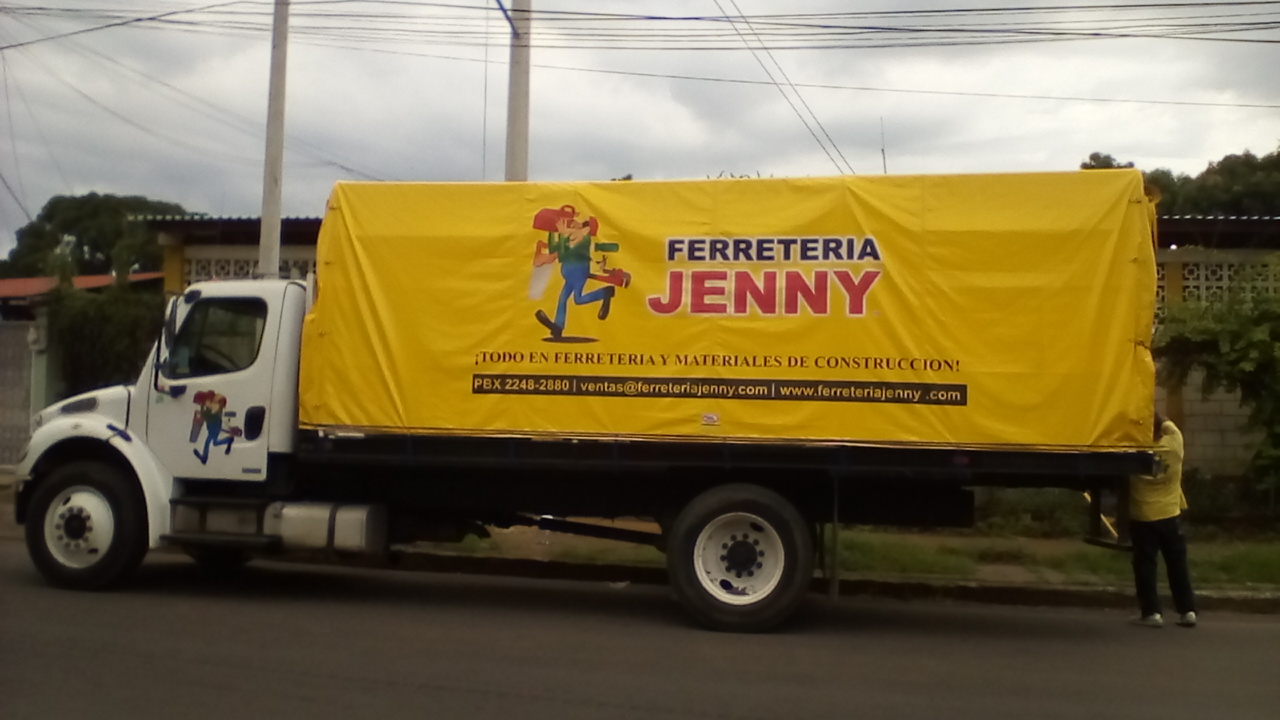 FERRETERIA
JENNY
¡TODO EN FERRETERIA Y MATERIALES DE CONSTRUCCION!
PBX 2248-2880 | ventas@ferreteriajenny.com | www.ferreteriajenny .com